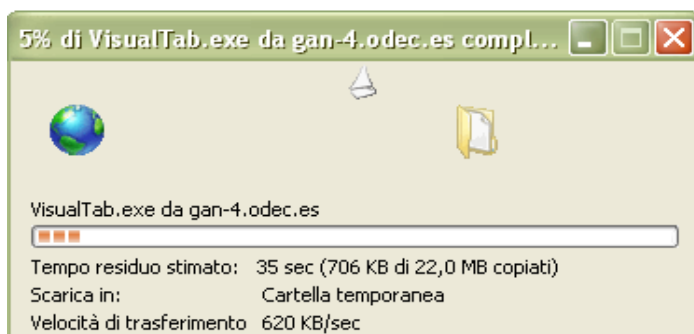 5% di VisualTab.exe da gan-4.odec.es compl...
VisualTab.exe da gan-4.odec.es
Tempo residuo stimato: 35 sec (706 KB di 22,0 MB copiati)
Scarica in: Cartella temporanea
Velocità di trasferimento 620 KB/sec